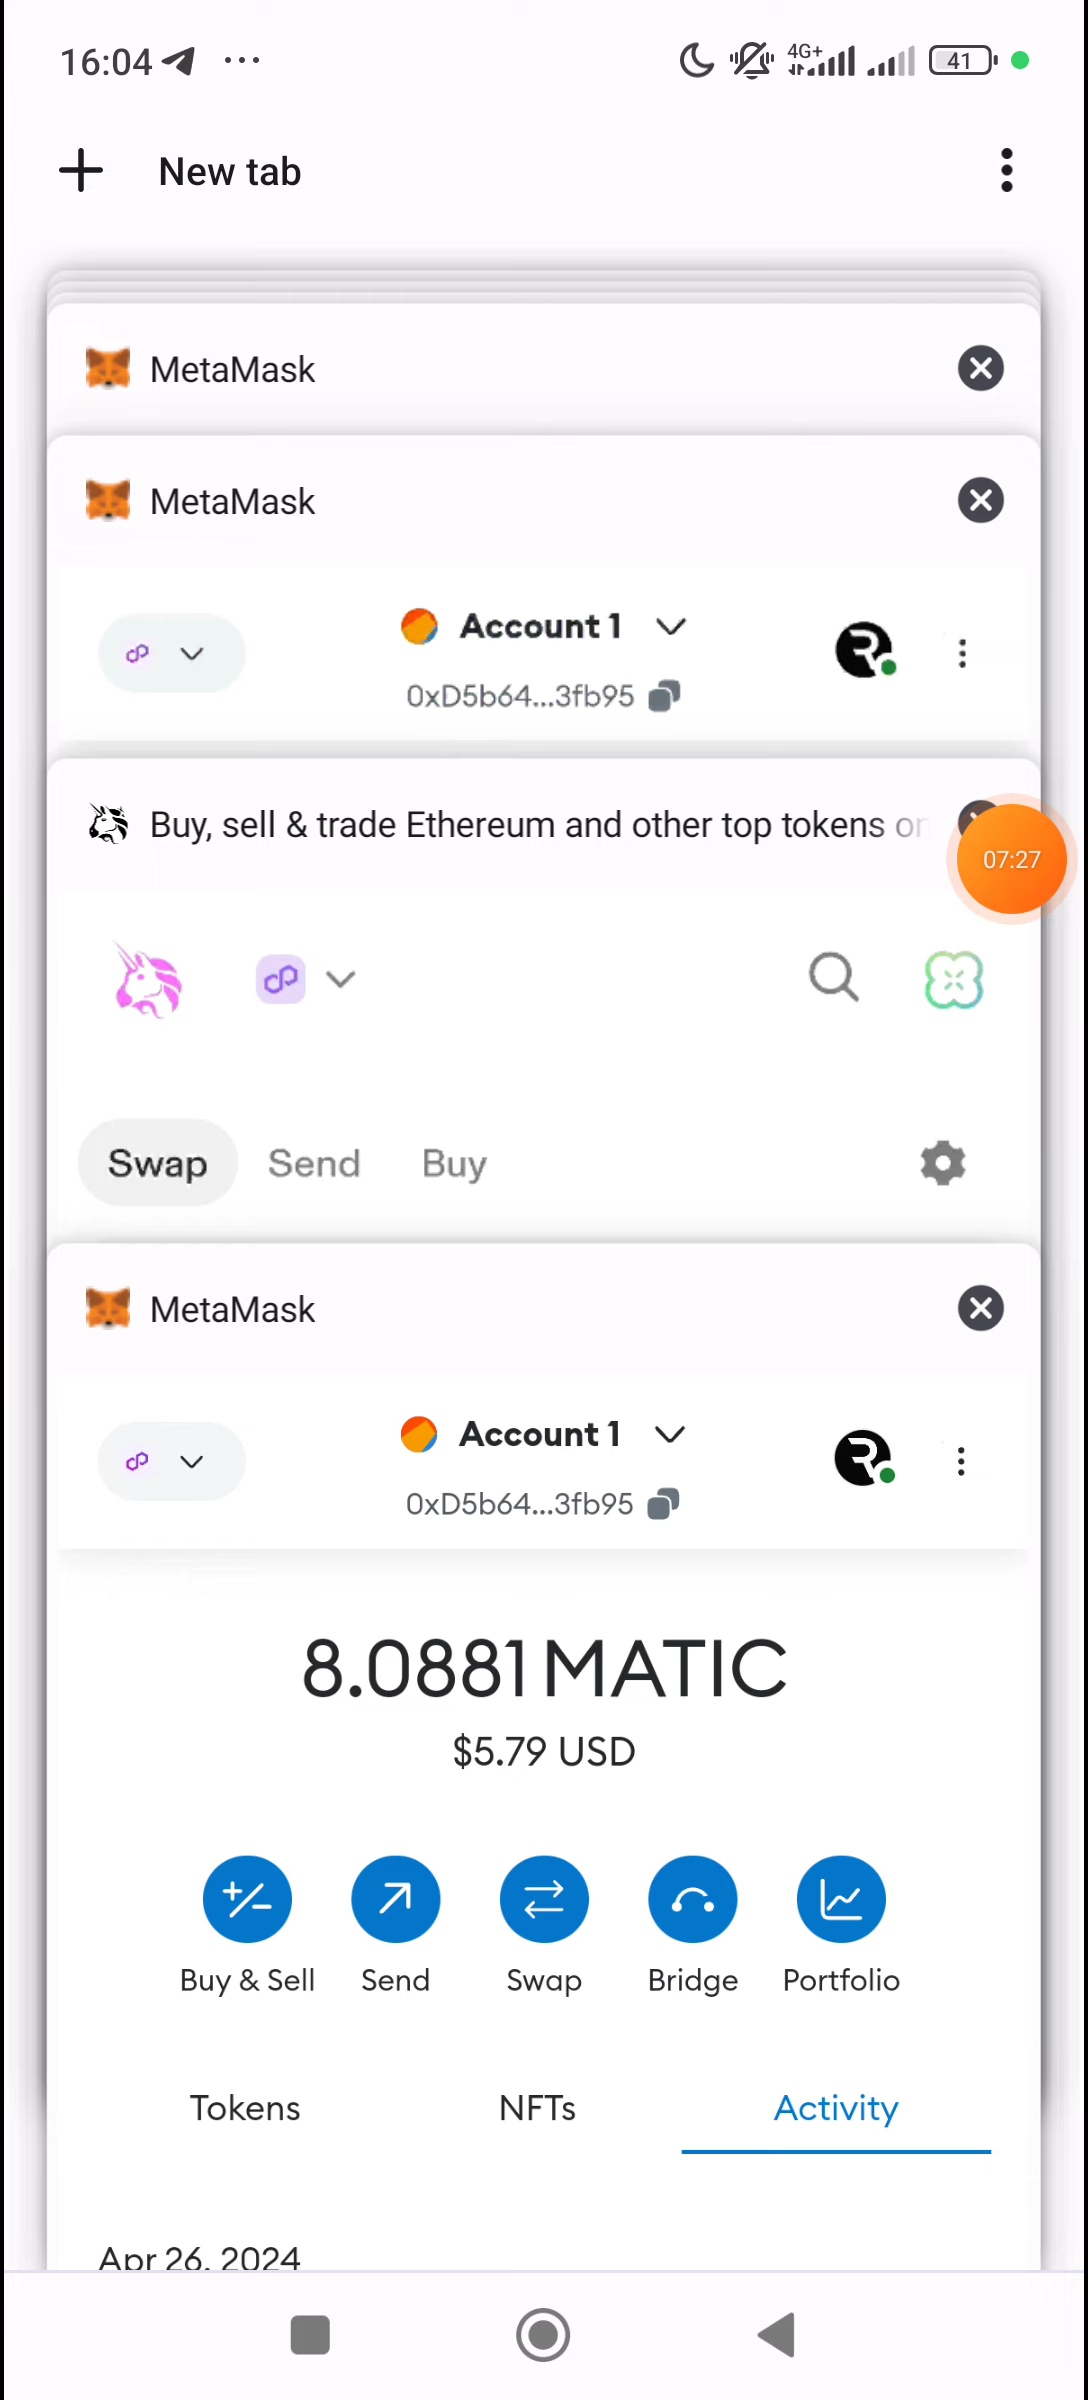 16:04 ... 4G+ 41
New tab
MetaMask
MetaMask
Account 1
0xD5b64...3fb95
Buy, sell & trade Ethereum and other top tokens on
07:27
Swap Send Buy
MetaMask
Account 1
0xD5b64...3fb95
8.0881 MATIC
$5.79 USD
Buy & Sell Send Swap Bridge Portfolio
Tokens NFTs Activity
Apr 26, 2024